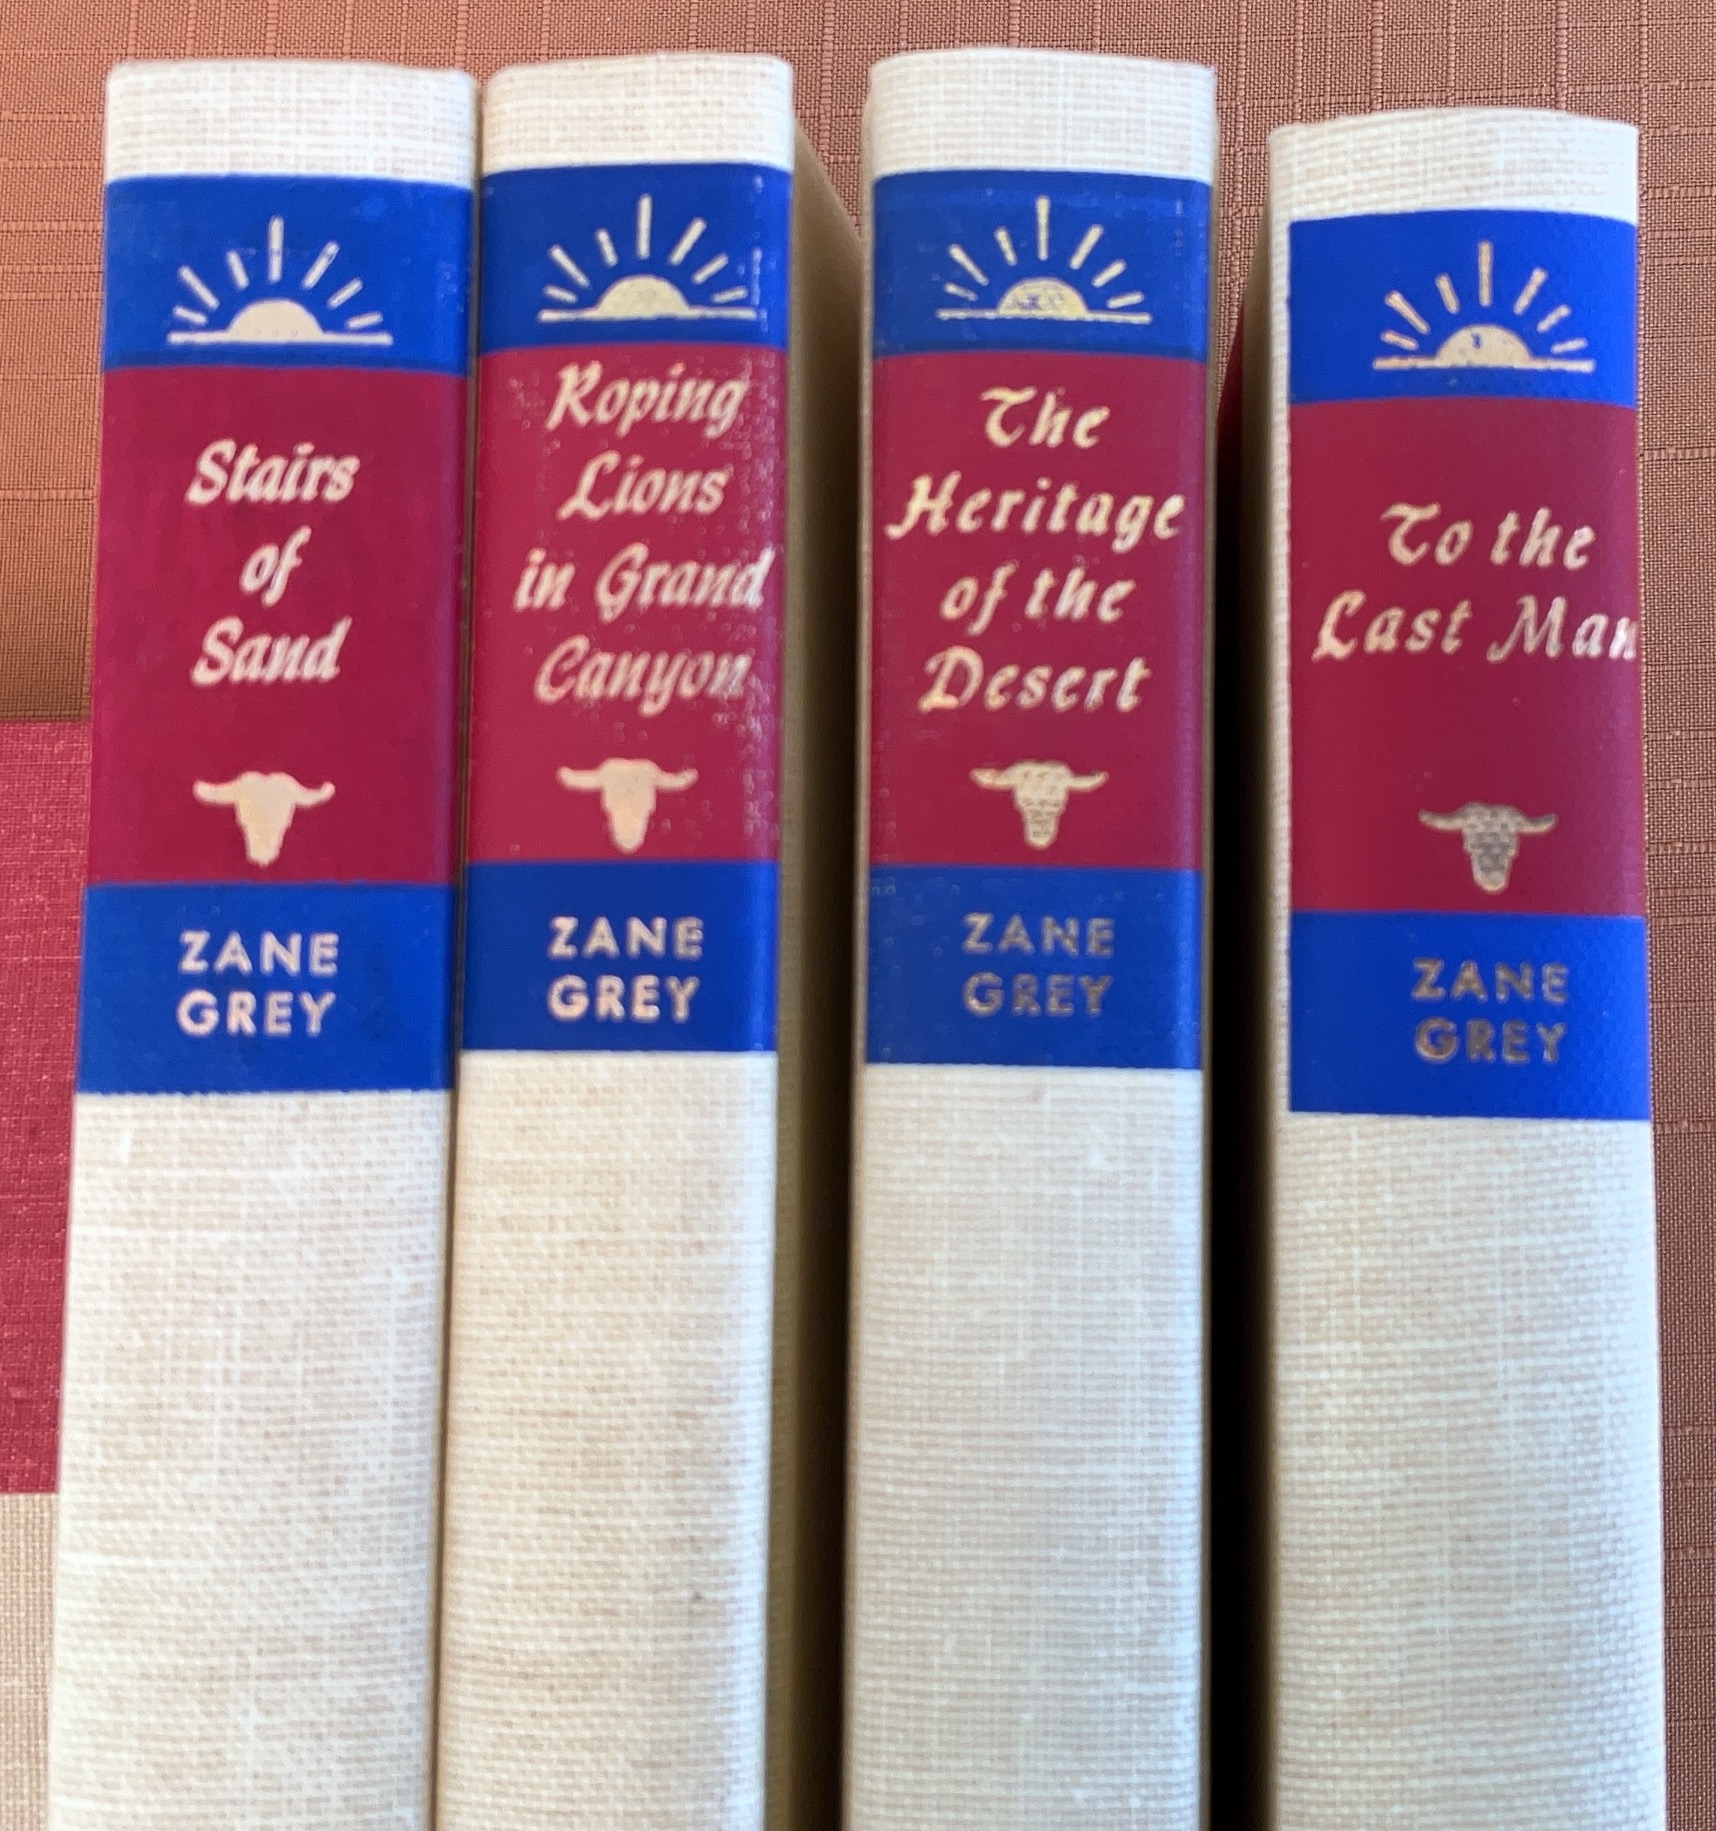 Stairs
of
Sand
ZANE
GREY
Roping
Lions
in Grand
Canyon
ZANE
GREY
The
Heritage
of the
Desert
ZANE
GREY
To the
Last Man
ZANE
GREY